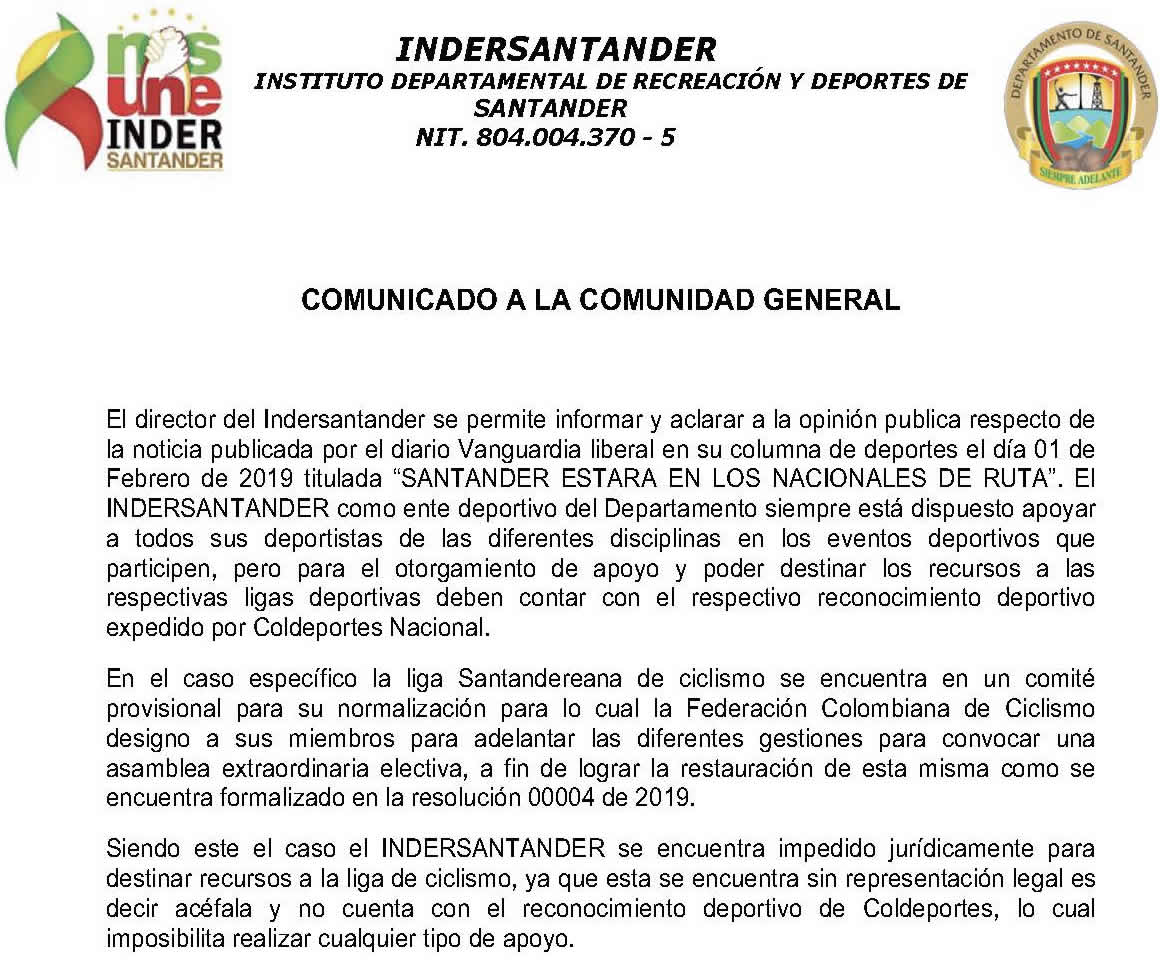 nos
une
INDER
SANTANDER
INDERSANTANDER
INSTITUTO DEPARTAMENTAL DE RECREACIÓN Y DEPORTES DE
SANTANDER
NIT. 804.004.370 - 5
DEPARTAMENTO DE SANTANDER
SIEMPRE ADELANTE
COMUNICADO A LA COMUNIDAD GENERAL
El director del Indersantander se permite informar y aclarar a la opinión publica respecto de
la noticia publicada por el diario Vanguardia liberal en su columna de deportes el día 01 de
Febrero de 2019 titulada “SANTANDER ESTARA EN LOS NACIONALES DE RUTA”. El
INDERSANTANDER como ente deportivo del Departamento siempre está dispuesto apoyar
a todos sus deportistas de las diferentes disciplinas en los eventos deportivos que
participen, pero para el otorgamiento de apoyo y poder destinar los recursos a las
respectivas ligas deportivas deben contar con el respectivo reconocimiento deportivo
expedido por Coldeportes Nacional.
En el caso específico la liga Santandereana de ciclismo se encuentra en un comité
provisional para su normalización para lo cual la Federación Colombiana de Ciclismo
designo a sus miembros para adelantar las diferentes gestiones para convocar una
asamblea extraordinaria electiva, a fin de lograr la restauración de esta misma como se
encuentra formalizado en la resolución 00004 de 2019.
Siendo este el caso el INDERSANTANDER se encuentra impedido jurídicamente para
destinar recursos a la liga de ciclismo, ya que esta se encuentra sin representación legal es
decir acéfala y no cuenta con el reconocimiento deportivo de Coldeportes, lo cual
imposibilita realizar cualquier tipo de apoyo.